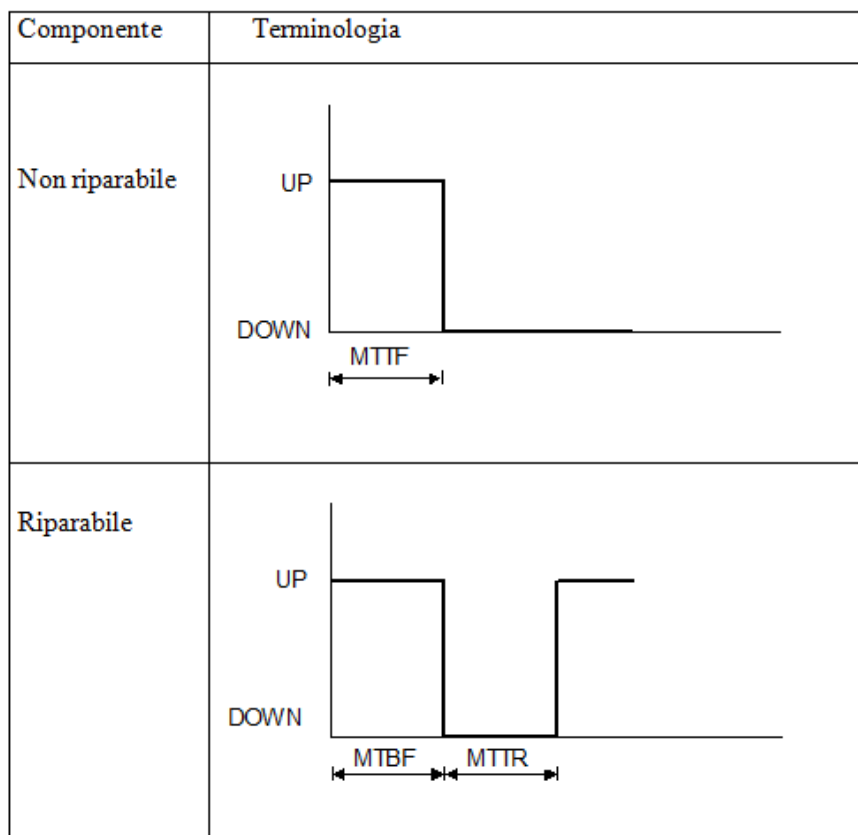 Componente
Terminologia
Non riparabile
UP
DOWN
MTTF
Riparabile
UP
DOWN
MTBF
MTTR